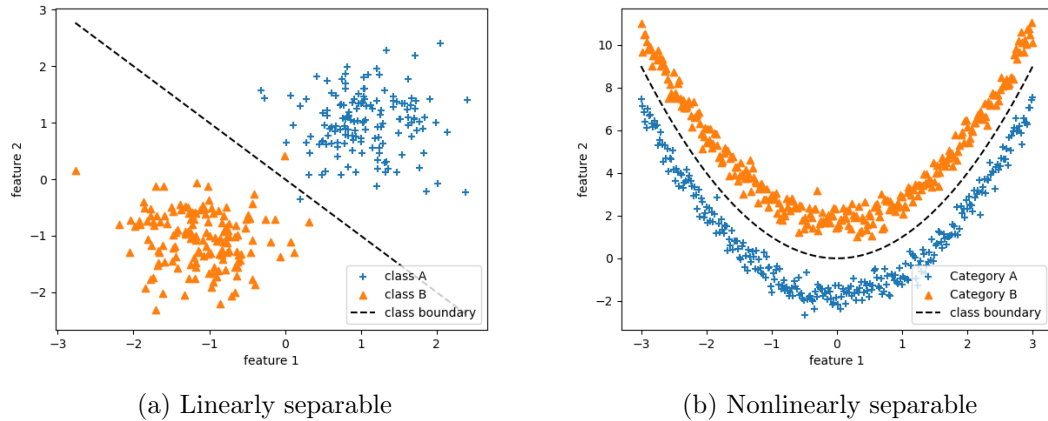 3
2
1
0
−1
−2
feature 2
−3
−2
−1
0
1
2
feature 1
class A
class B
class boundary
(a) Linearly separable
10
8
6
4
2
0
−2
feature 2
−3
−2
−1
0
1
2
3
feature 1
Category A
Category B
class boundary
(b) Nonlinearly separable